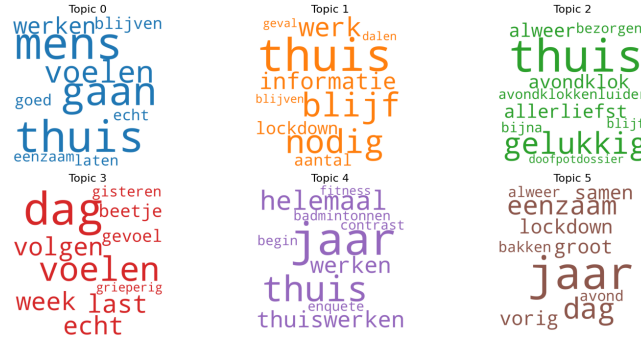 Topic 0
werken blijven
mens
voelen
gaan
goed
echt
thuis
eenzaam laten
Topic 1
geval werk dalen
thuis
informatie
blijven blijf
lockdown nodig
aantal
Topic 2
alweer bezorgen
thuis
avondklok
avondklokkenluider
allerliefst
bijna blijf
gelukkig
doofpotdossier
Topic 3
gisteren
dag beetje
volgen gevoel
voelen
grieperig
week last
echt
Topic 4
fitness
helemaal
badmintonnen
contrast
begin jaar
werken
thuis
enquete
thuiswerken
Topic 5
alweer samen
eenzaam
lockdown
bakken groot
jaar
avond
vorig dag